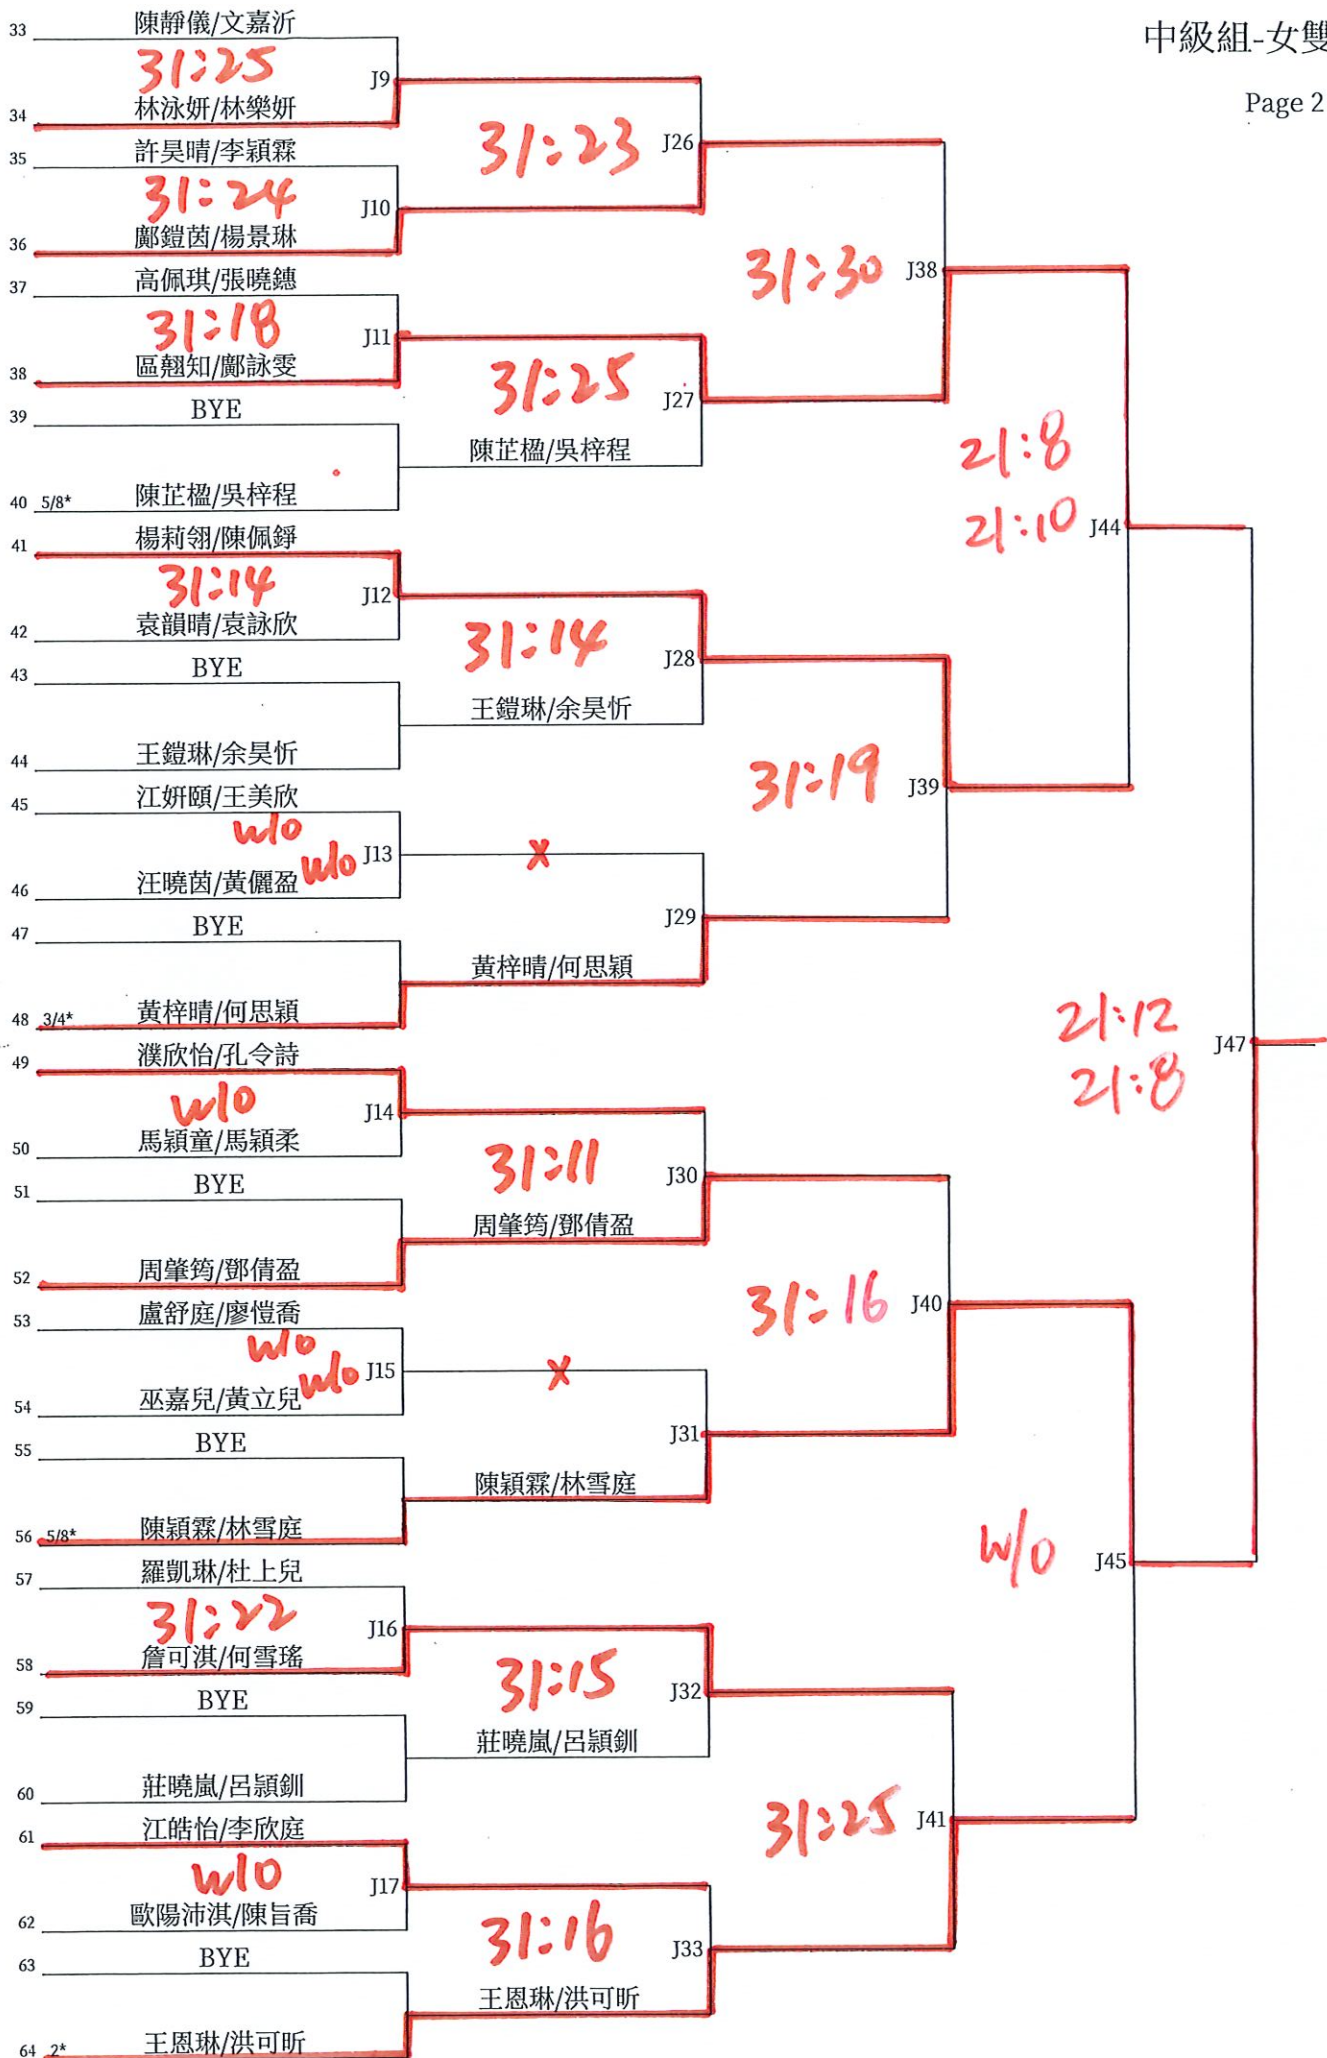 中級組-女雙
Page 2
33 陳靜儀/文嘉沂
31:25
J9
34 林泳妍/林樂妍
31:23
J26
35 許昊晴/李穎霖
31:24
J10
36 鄺鎧茵/楊景琳
31:30
J38
37 高佩琪/張曉鏸
31:18
J11
38 區翹知/鄺詠雯
31:25
J27
39 BYE
陳芷楹/吳梓程
40 5/8* 陳芷楹/吳梓程
21:8
21:10
J44
41 楊莉翎/陳佩錚
31:14
J12
42 袁韻晴/袁詠欣
31:14
J28
43 BYE
王鎧琳/余昊忻
44 王鎧琳/余昊忻
31:19
J39
45 江妍頤/王美欣
w/o
w/o
J13
X
46 汪曉茵/黃儷盈
J29
47 BYE
黃梓晴/何思穎
48 3/4* 黃梓晴/何思穎
21:12
21:8
J47
49 濮欣怡/孔令詩
w/o
J14
50 馬穎童/馬穎柔
31:11
J30
51 BYE
周肇筠/鄧倩盈
52 周肇筠/鄧倩盈
31:16
J40
53 盧舒庭/廖愷喬
w/o
w/o
J15
X
54 巫嘉兒/黃立兒
J31
55 BYE
陳穎霖/林雪庭
56 5/8* 陳穎霖/林雪庭
w/o
J45
57 羅凱琳/杜上兒
31:22
J16
58 詹可淇/何雪瑤
31:15
J32
59 BYE
莊曉嵐/呂潁釧
60 莊曉嵐/呂潁釧
31:25
J41
61 江皓怡/李欣庭
w/o
J17
62 歐陽沛淇/陳旨喬
31:16
J33
63 BYE
王恩琳/洪可昕
64 2* 王恩琳/洪可昕